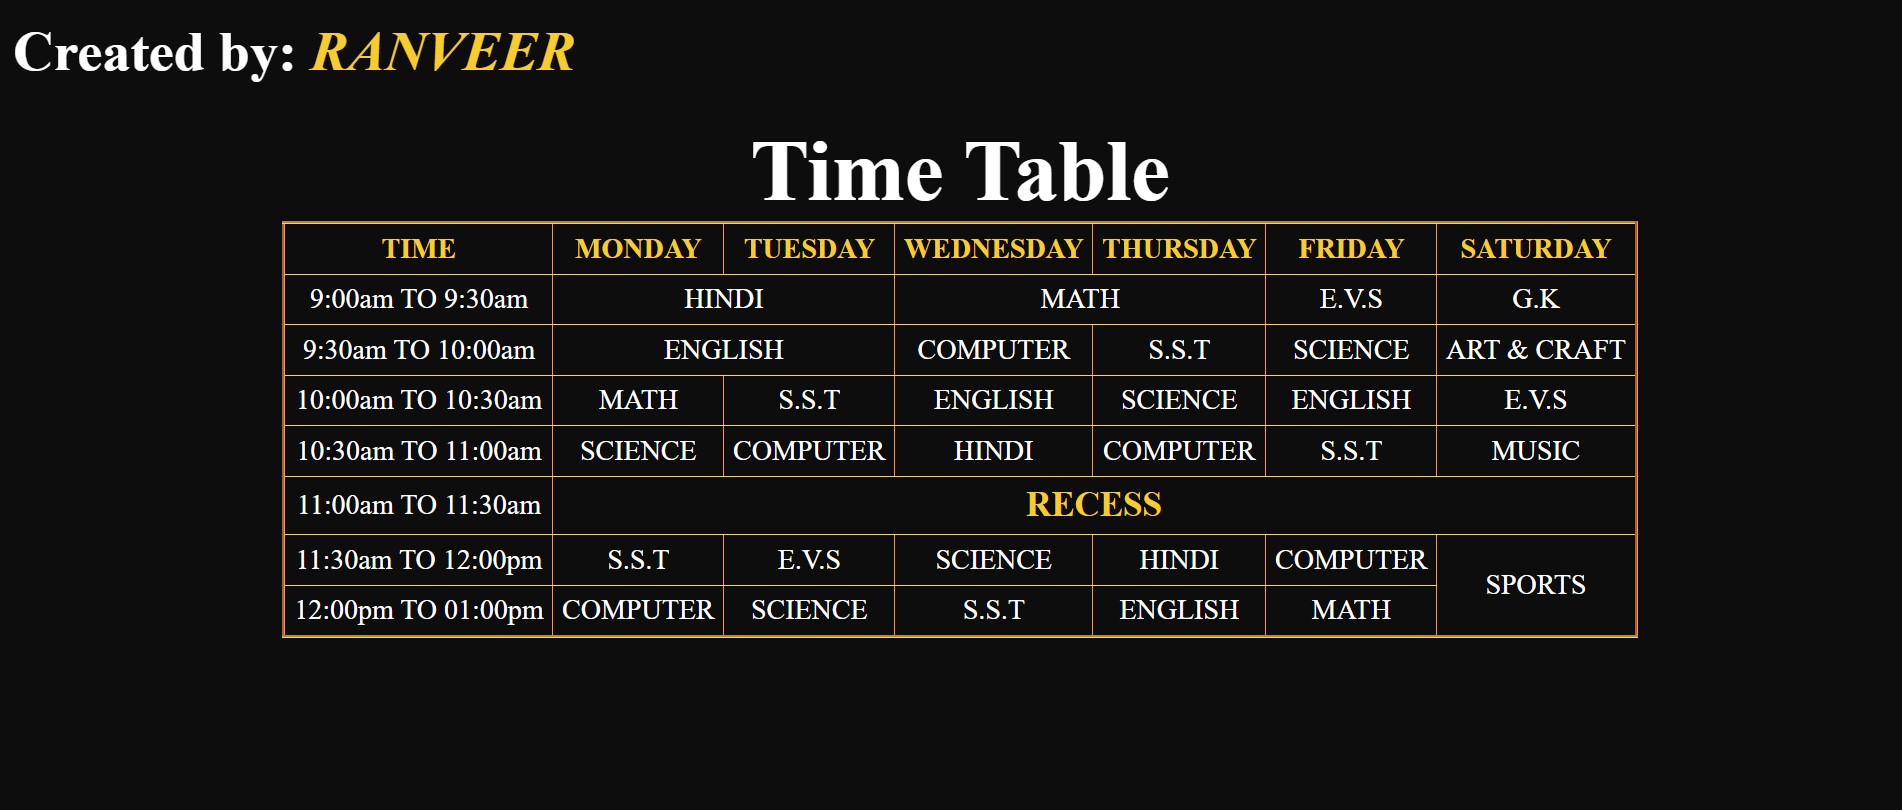 Created by: RANVEER
Time Table
TIME MONDAY TUESDAY WEDNESDAY THURSDAY FRIDAY SATURDAY
9:00am TO 9:30am HINDI MATH E.V.S G.K
9:30am TO 10:00am ENGLISH COMPUTER S.S.T SCIENCE ART & CRAFT
10:00am TO 10:30am MATH S.S.T ENGLISH SCIENCE ENGLISH E.V.S
10:30am TO 11:00am SCIENCE COMPUTER HINDI COMPUTER S.S.T MUSIC
11:00am TO 11:30am RECESS
11:30am TO 12:00pm S.S.T E.V.S SCIENCE HINDI COMPUTER SPORTS
12:00pm TO 01:00pm COMPUTER SCIENCE S.S.T ENGLISH MATH